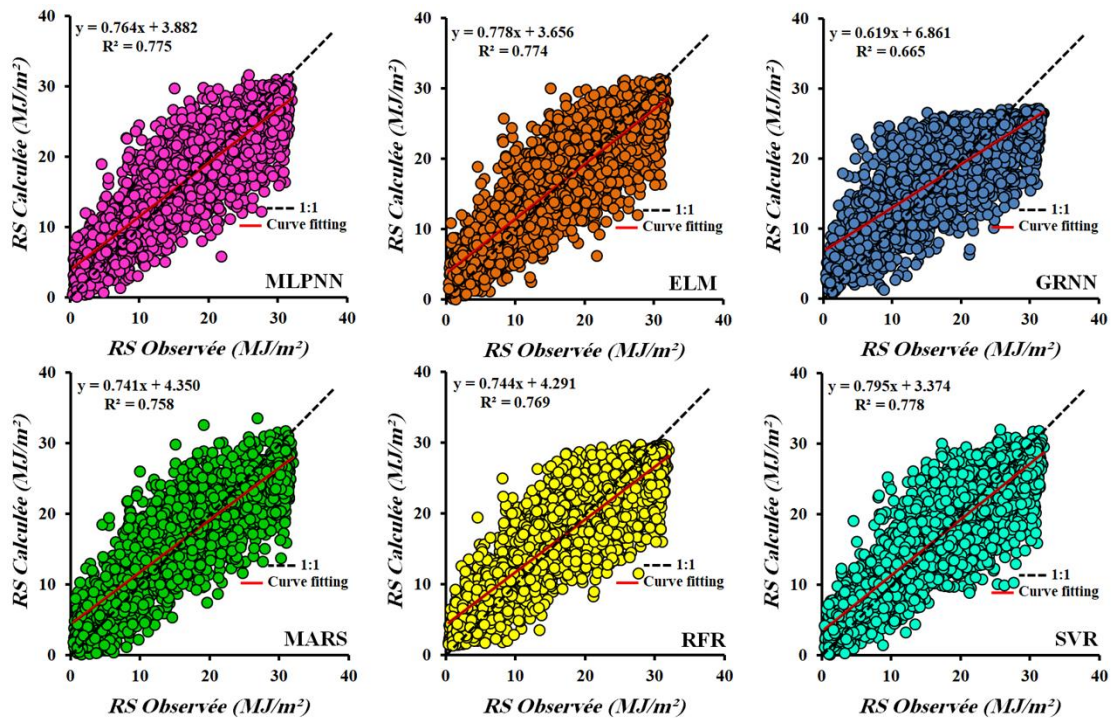 y = 0.764x + 3.882
R² = 0.775
RS Calculée (MJ/m²)
40
30
20
10
0
1:1
Curve fitting
MLPNN
0 10 20 30 40
RS Observée (MJ/m²)
y = 0.778x + 3.656
R² = 0.774
RS Calculée (MJ/m²)
40
30
20
10
0
1:1
Curve fitting
ELM
0 10 20 30 40
RS Observée (MJ/m²)
y = 0.619x + 6.861
R² = 0.665
RS Calculée (MJ/m²)
40
30
20
10
0
1:1
Curve fitting
GRNN
0 10 20 30 40
RS Observée (MJ/m²)
y = 0.741x + 4.350
R² = 0.758
RS Calculée (MJ/m²)
40
30
20
10
0
1:1
Curve fitting
MARS
0 10 20 30 40
RS Observée (MJ/m²)
y = 0.744x + 4.291
R² = 0.769
RS Calculée (MJ/m²)
40
30
20
10
0
1:1
Curve fitting
RFR
0 10 20 30 40
RS Observée (MJ/m²)
y = 0.795x + 3.374
R² = 0.778
RS Calculée (MJ/m²)
40
30
20
10
0
1:1
Curve fitting
SVR
0 10 20 30 40
RS Observée (MJ/m²)